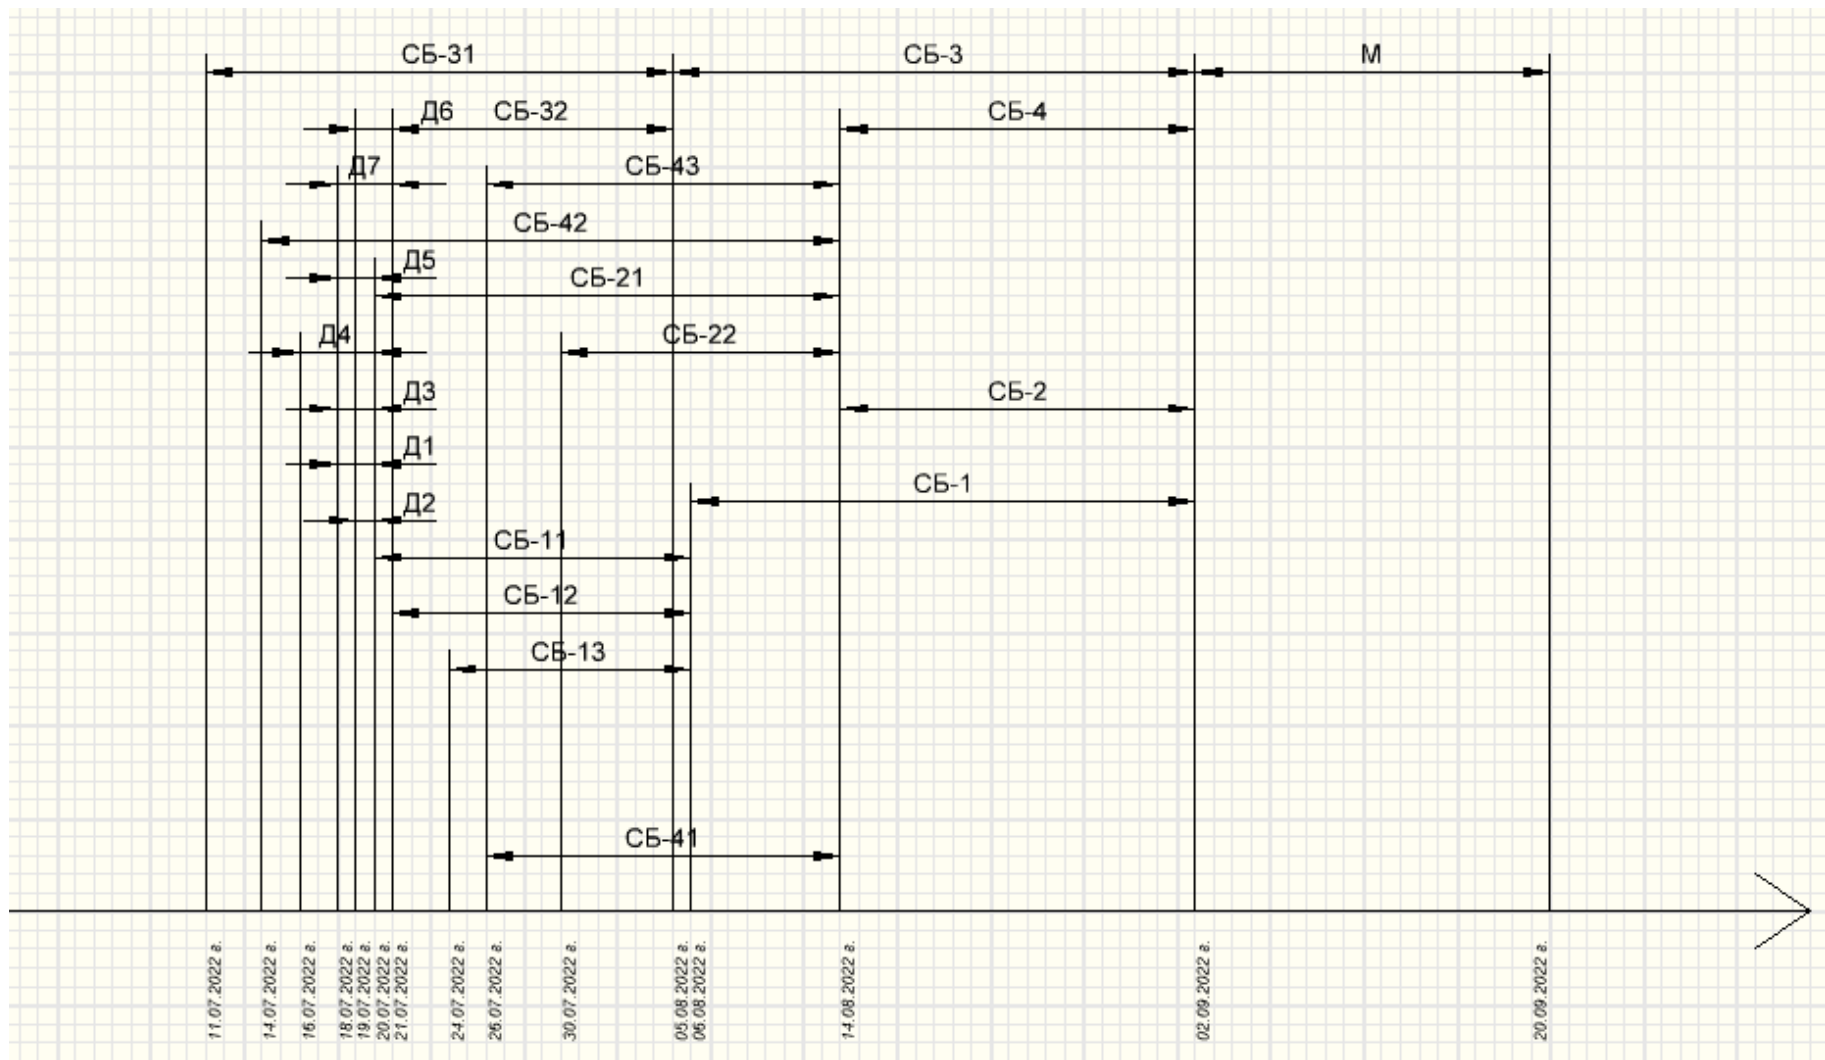 СБ-31 СБ-3 М
Д6 СБ-32 СБ-4
Д7 СБ-43
СБ-42
Д5
СБ-21
Д4 СБ-22
Д3 СБ-2
Д1
СБ-1
Д2
СБ-11
СБ-12
СБ-13
СБ-41
11.07.2022 г.
14.07.2022 г.
16.07.2022 г.
18.07.2022 г.
19.07.2022 г.
20.07.2022 г.
21.07.2022 г.
24.07.2022 г.
26.07.2022 г.
30.07.2022 г.
05.08.2022 г.
06.08.2022 г.
14.08.2022 г.
02.09.2022 г.
20.09.2022 г.